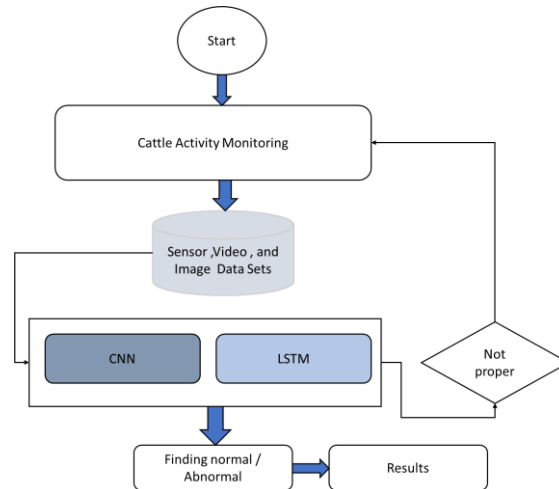 Start
Cattle Activity Monitoring
Sensor ,Video , and
Image Data Sets
CNN
LSTM
Not
proper
Finding normal /
Abnormal
Results